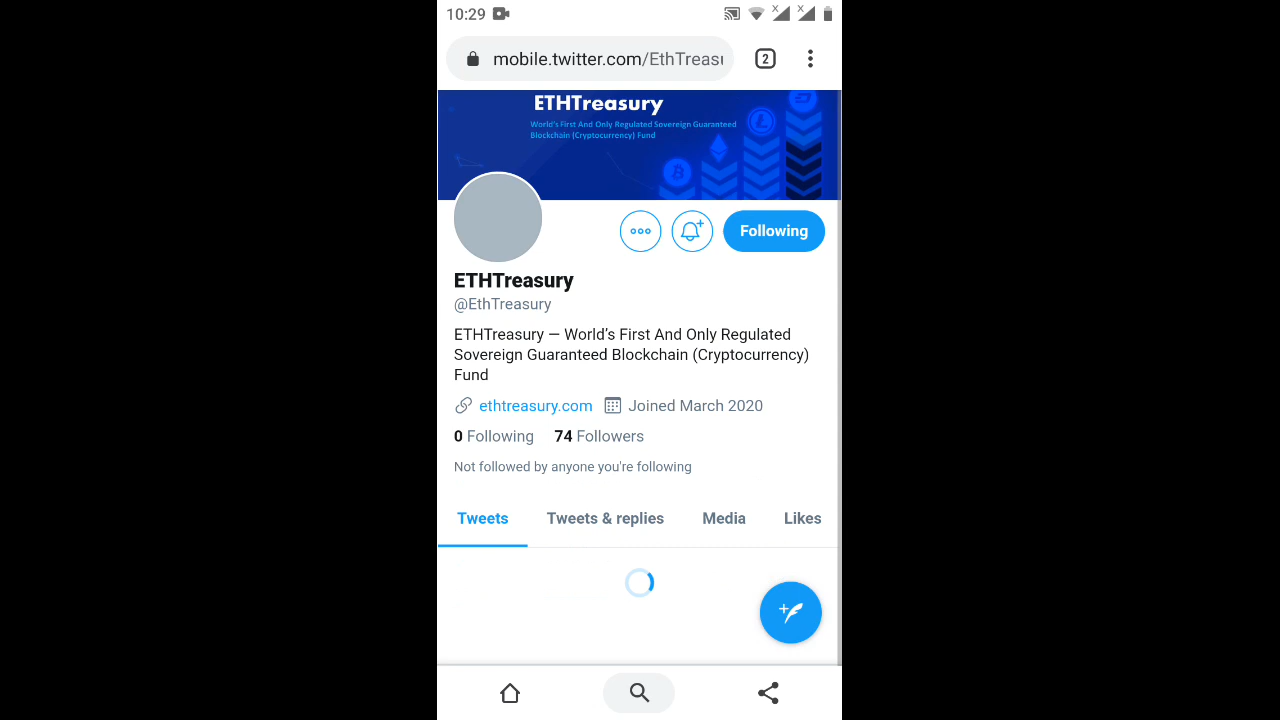 10:29
mobile.twitter.com/EthTreasu
2
ETHTreasury
World's First And Only Regulated Sovereign Guaranteed
Blockchain (Cryptocurrency) Fund
Following
ETHTreasury
@EthTreasury
ETHTreasury — World's First And Only Regulated
Sovereign Guaranteed Blockchain (Cryptocurrency)
Fund
ethtreasury.com Joined March 2020
0 Following 74 Followers
Not followed by anyone you're following
Tweets Tweets & replies Media Likes